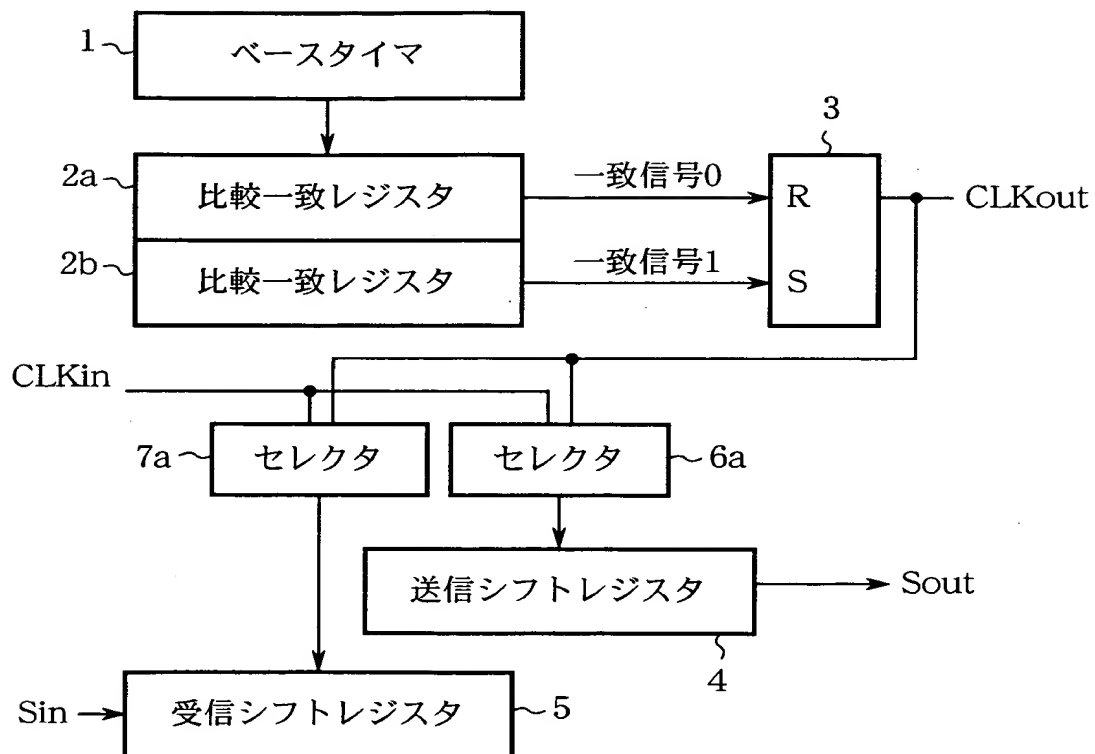 1
ベースタイマ
3
2a
比較一致レジスタ
一致信号0
R
CLKout
2b
比較一致レジスタ
一致信号1
S
CLKin
7a
セレクタ
セレクタ
6a
送信シフトレジスタ
Sout
4
Sin
受信シフトレジスタ
5